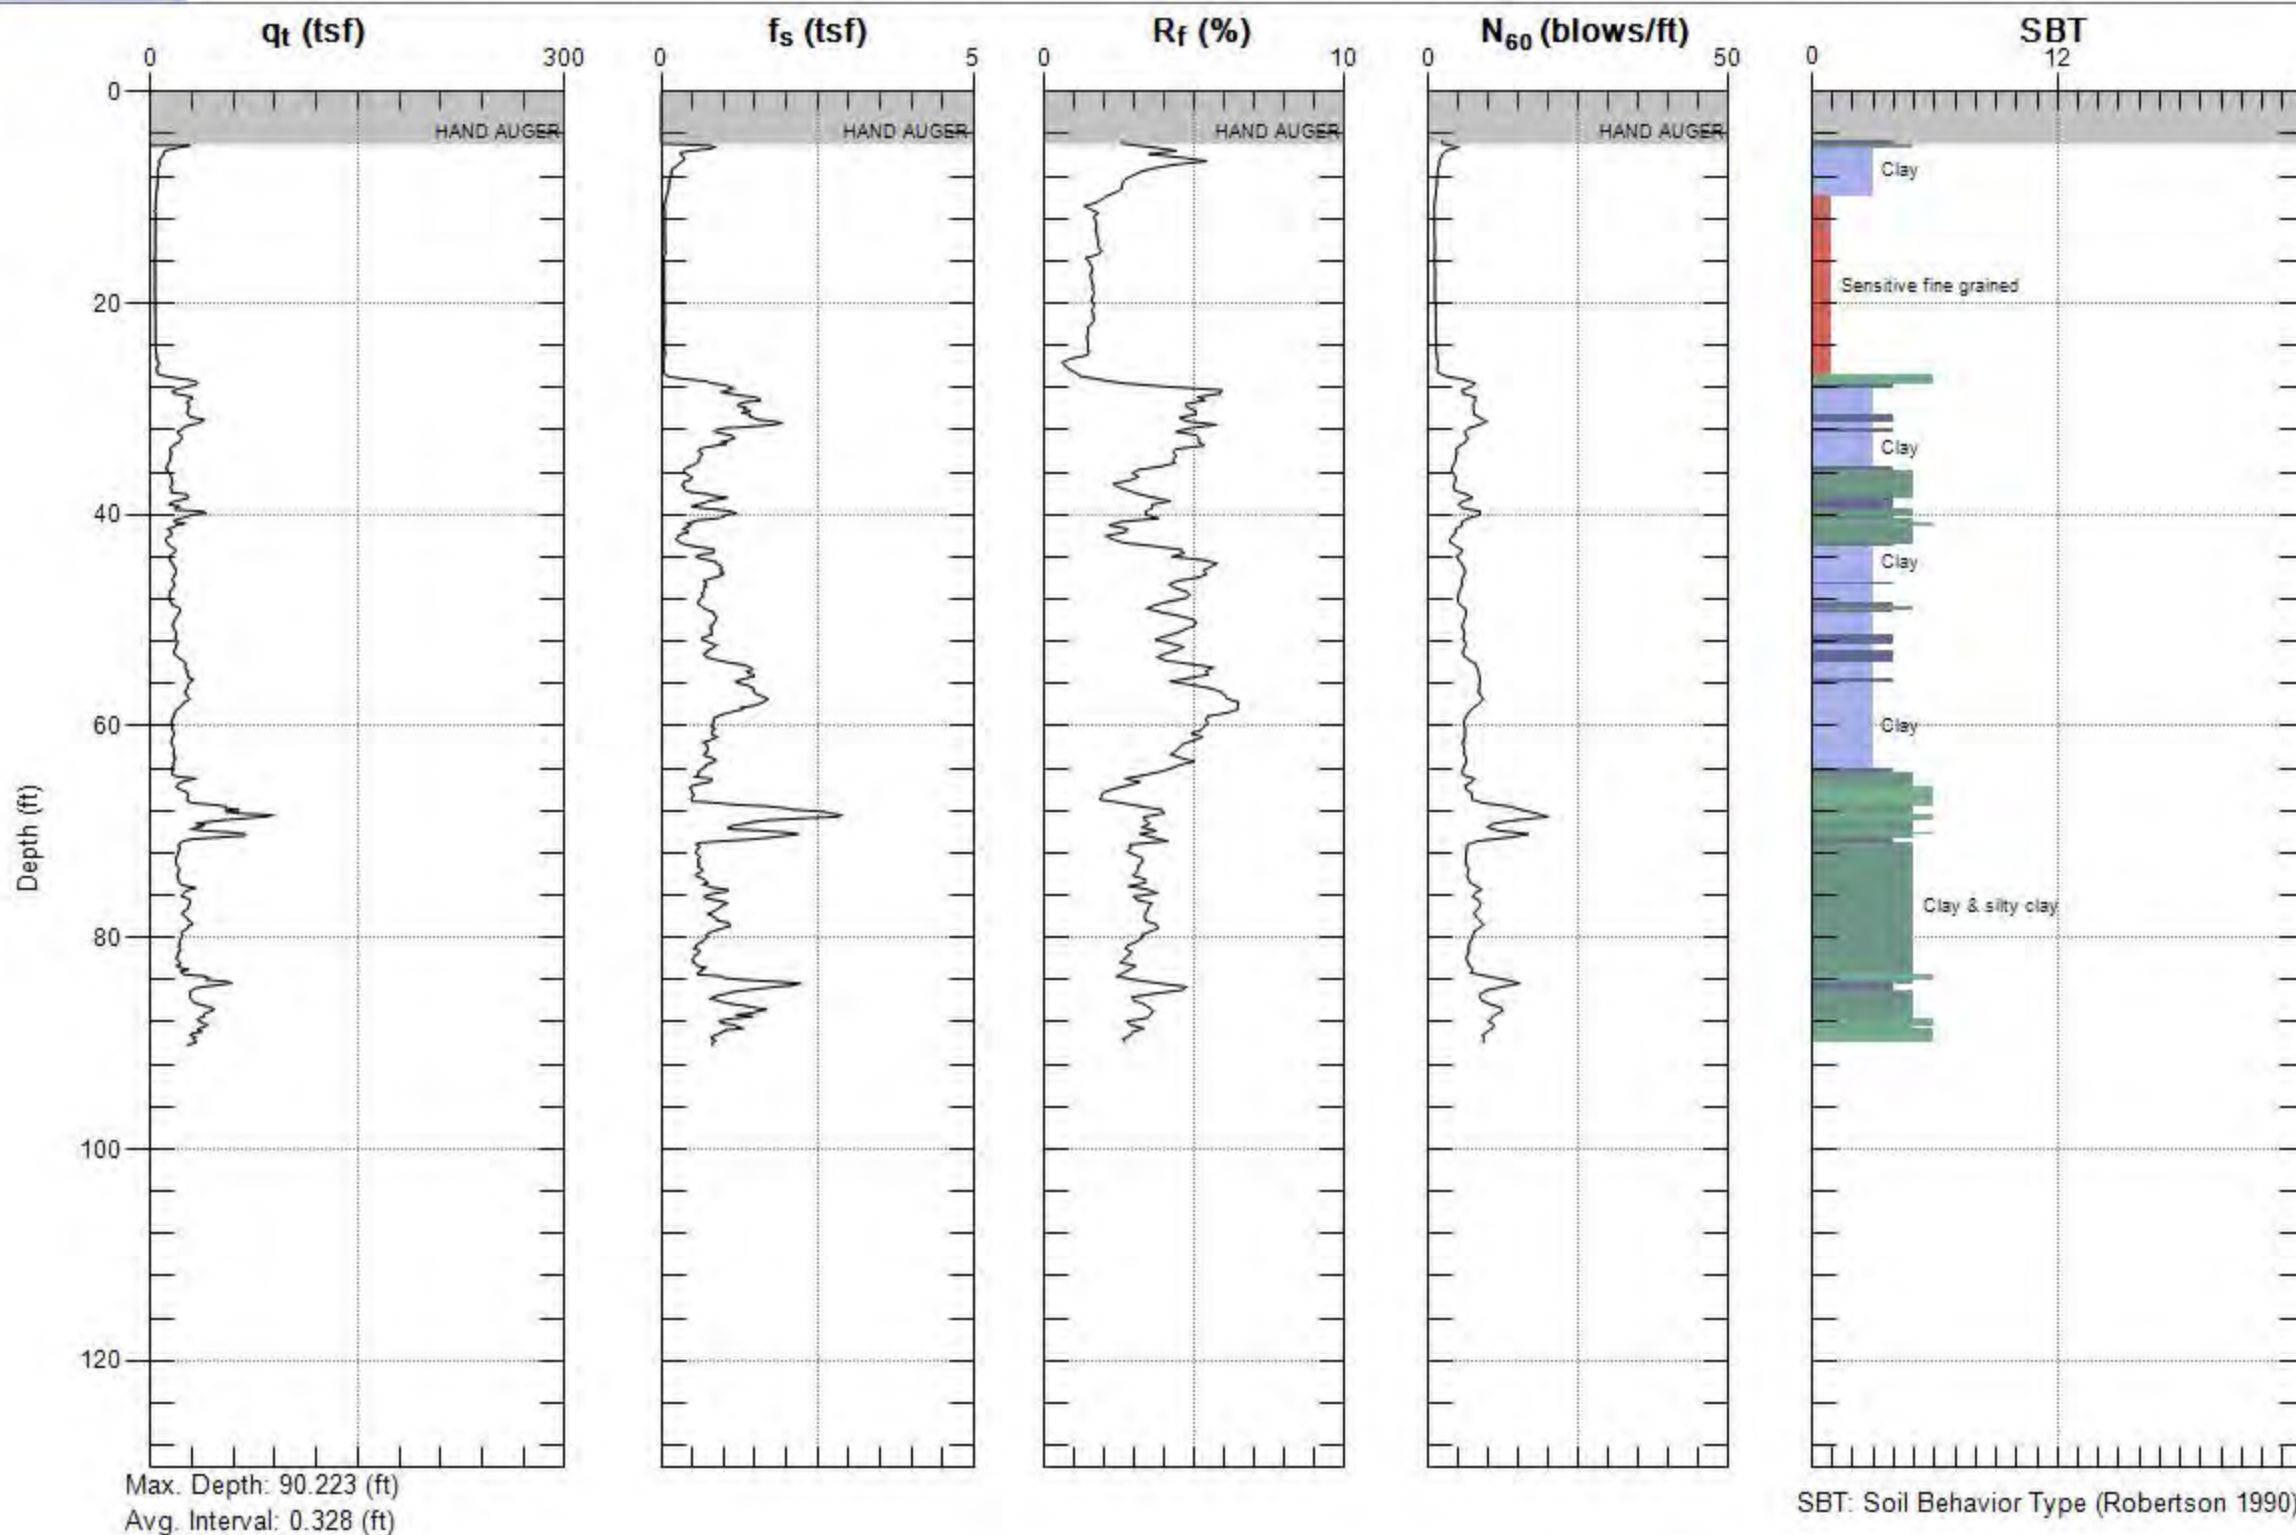 qt (tsf) fs (tsf) Rf (%) N60 (blows/ft) SBT
0 300 0 5 0 10 0 50 0 12
0
HAND AUGER HAND AUGER HAND AUGER HAND AUGER
Clay
Sensitive fine grained
20
Clay
40
Clay
60
Clay
Depth (ft)
Clay & silty clay
80
100
120
Max. Depth: 90.223 (ft)
Avg. Interval: 0.328 (ft)
SBT: Soil Behavior Type (Robertson 1990)